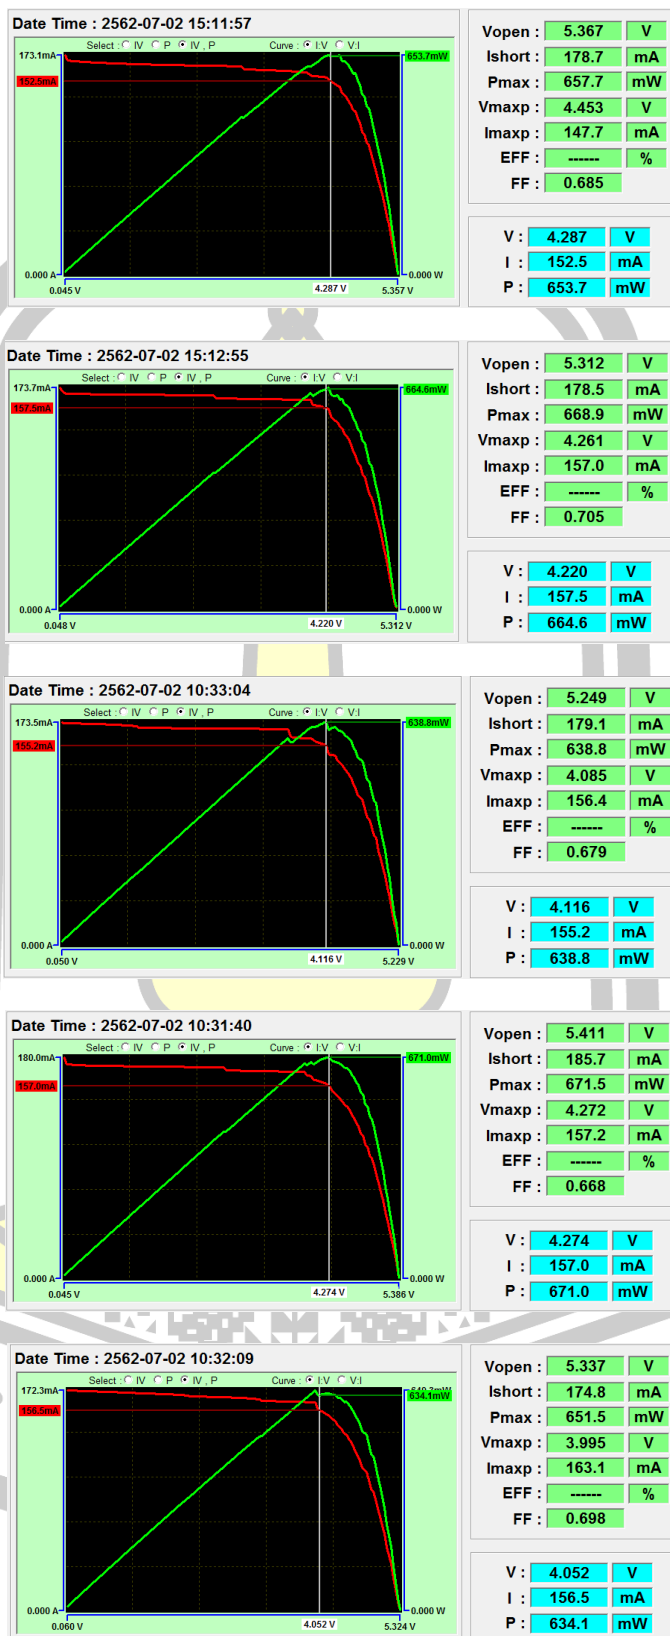 Date Time : 2562-07-02 15:11:57
Select : IV P IV , P Curve : I:V V:I
173.1mA
653.7mW
152.5mA
0.000 A
0.000 W
0.045 V
4.287 V
5.357 V
Vopen : 5.367 V
Ishort : 178.7 mA
Pmax : 657.7 mW
Vmaxp : 4.453 V
Imaxp : 147.7 mA
EFF : ------ %
FF : 0.685
V : 4.287 V
I : 152.5 mA
P : 653.7 mW
Date Time : 2562-07-02 15:12:55
Select : IV P IV , P Curve : I:V V:I
173.7mA
664.6mW
157.5mA
0.000 A
0.000 W
0.048 V
4.220 V
5.312 V
Vopen : 5.312 V
Ishort : 178.5 mA
Pmax : 668.9 mW
Vmaxp : 4.261 V
Imaxp : 157.0 mA
EFF : ------ %
FF : 0.705
V : 4.220 V
I : 157.5 mA
P : 664.6 mW
Date Time : 2562-07-02 10:33:04
Select : IV P IV , P Curve : I:V V:I
173.5mA
638.8mW
155.2mA
0.000 A
0.000 W
0.050 V
4.116 V
5.229 V
Vopen : 5.249 V
Ishort : 179.1 mA
Pmax : 638.8 mW
Vmaxp : 4.085 V
Imaxp : 156.4 mA
EFF : ------ %
FF : 0.679
V : 4.116 V
I : 155.2 mA
P : 638.8 mW
Date Time : 2562-07-02 10:31:40
Select : IV P IV , P Curve : I:V V:I
180.0mA
671.0mW
157.0mA
0.000 A
0.000 W
0.045 V
4.274 V
5.386 V
Vopen : 5.411 V
Ishort : 185.7 mA
Pmax : 671.5 mW
Vmaxp : 4.272 V
Imaxp : 157.2 mA
EFF : ------ %
FF : 0.668
V : 4.274 V
I : 157.0 mA
P : 671.0 mW
Date Time : 2562-07-02 10:32:09
Select : IV P IV , P Curve : I:V V:I
172.3mA
634.1mW
156.5mA
0.000 A
0.000 W
0.060 V
4.052 V
5.324 V
Vopen : 5.337 V
Ishort : 174.8 mA
Pmax : 651.5 mW
Vmaxp : 3.995 V
Imaxp : 163.1 mA
EFF : ------ %
FF : 0.698
V : 4.052 V
I : 156.5 mA
P : 634.1 mW